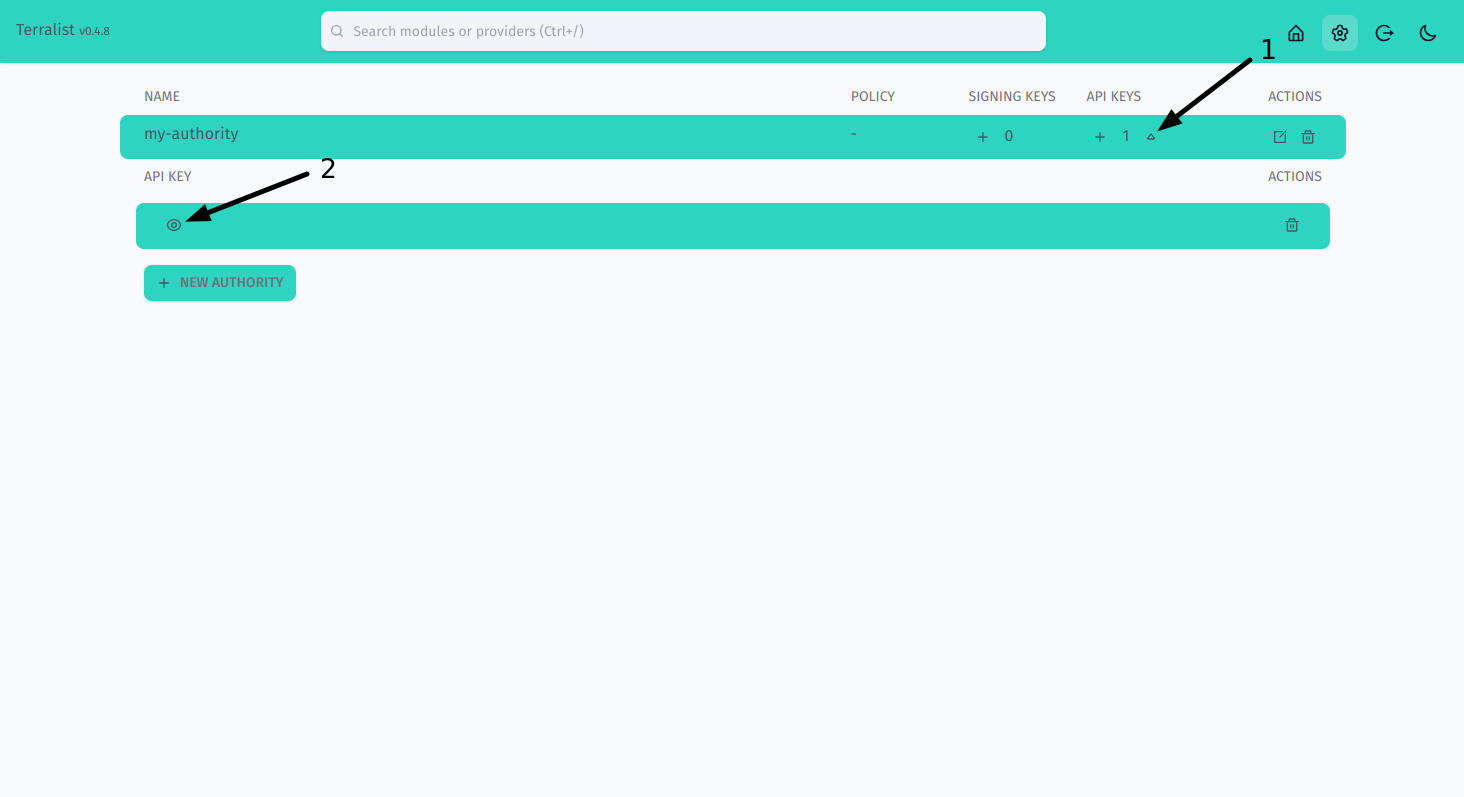 Terralist v0.4.8
Search modules or providers (Ctrl+/)
1
NAME POLICY SIGNING KEYS API KEYS ACTIONS
my-authority - + 0 + 1
2
API KEY ACTIONS
+ NEW AUTHORITY